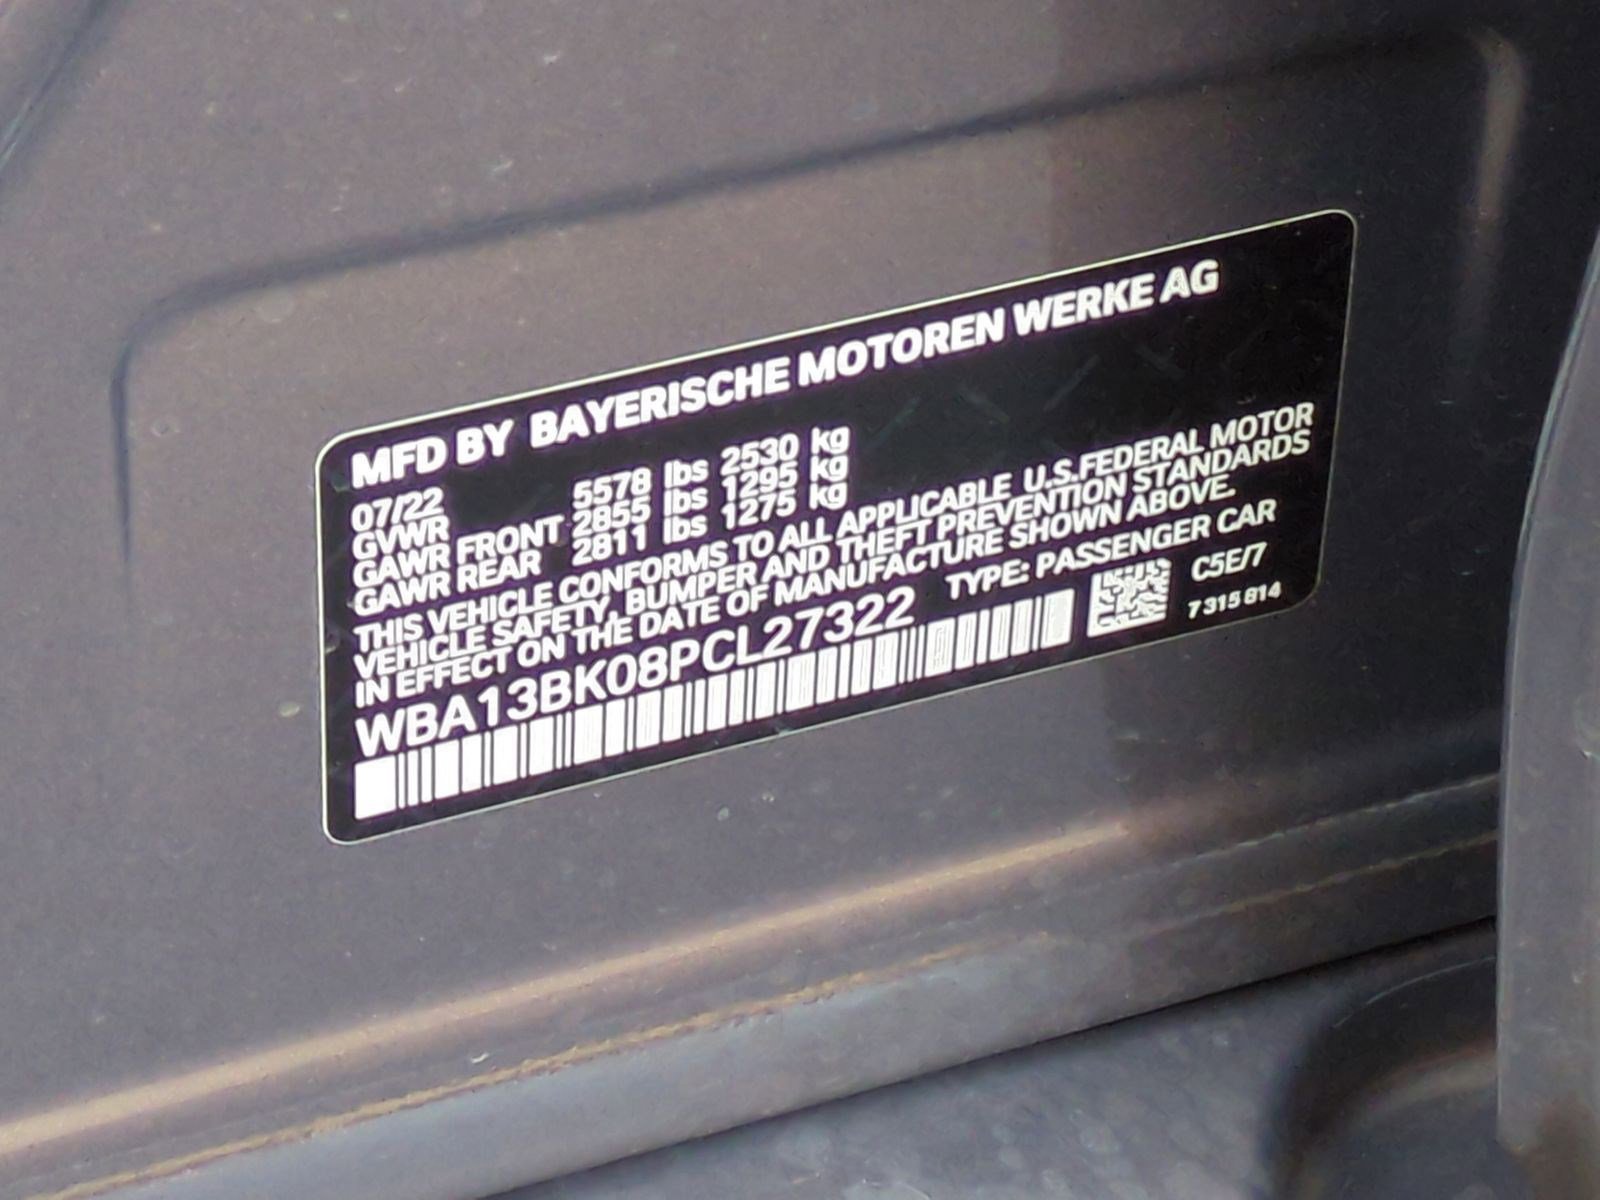 MFD BY BAYERISCHE MOTOREN WERKE AG
07/22
GVWR 5578 lbs 2530 kg
GAWR FRONT 2855 lbs 1295 kg
GAWR REAR 2811 lbs 1275 kg
THIS VEHICLE CONFORMS TO ALL APPLICABLE U.S.FEDERAL MOTOR
VEHICLE SAFETY, BUMPER AND THEFT PREVENTION STANDARDS
IN EFFECT ON THE DATE OF MANUFACTURE SHOWN ABOVE.
WBA13BK08PCL27322 TYPE: PASSENGER CAR
C5E/7
7 315 814